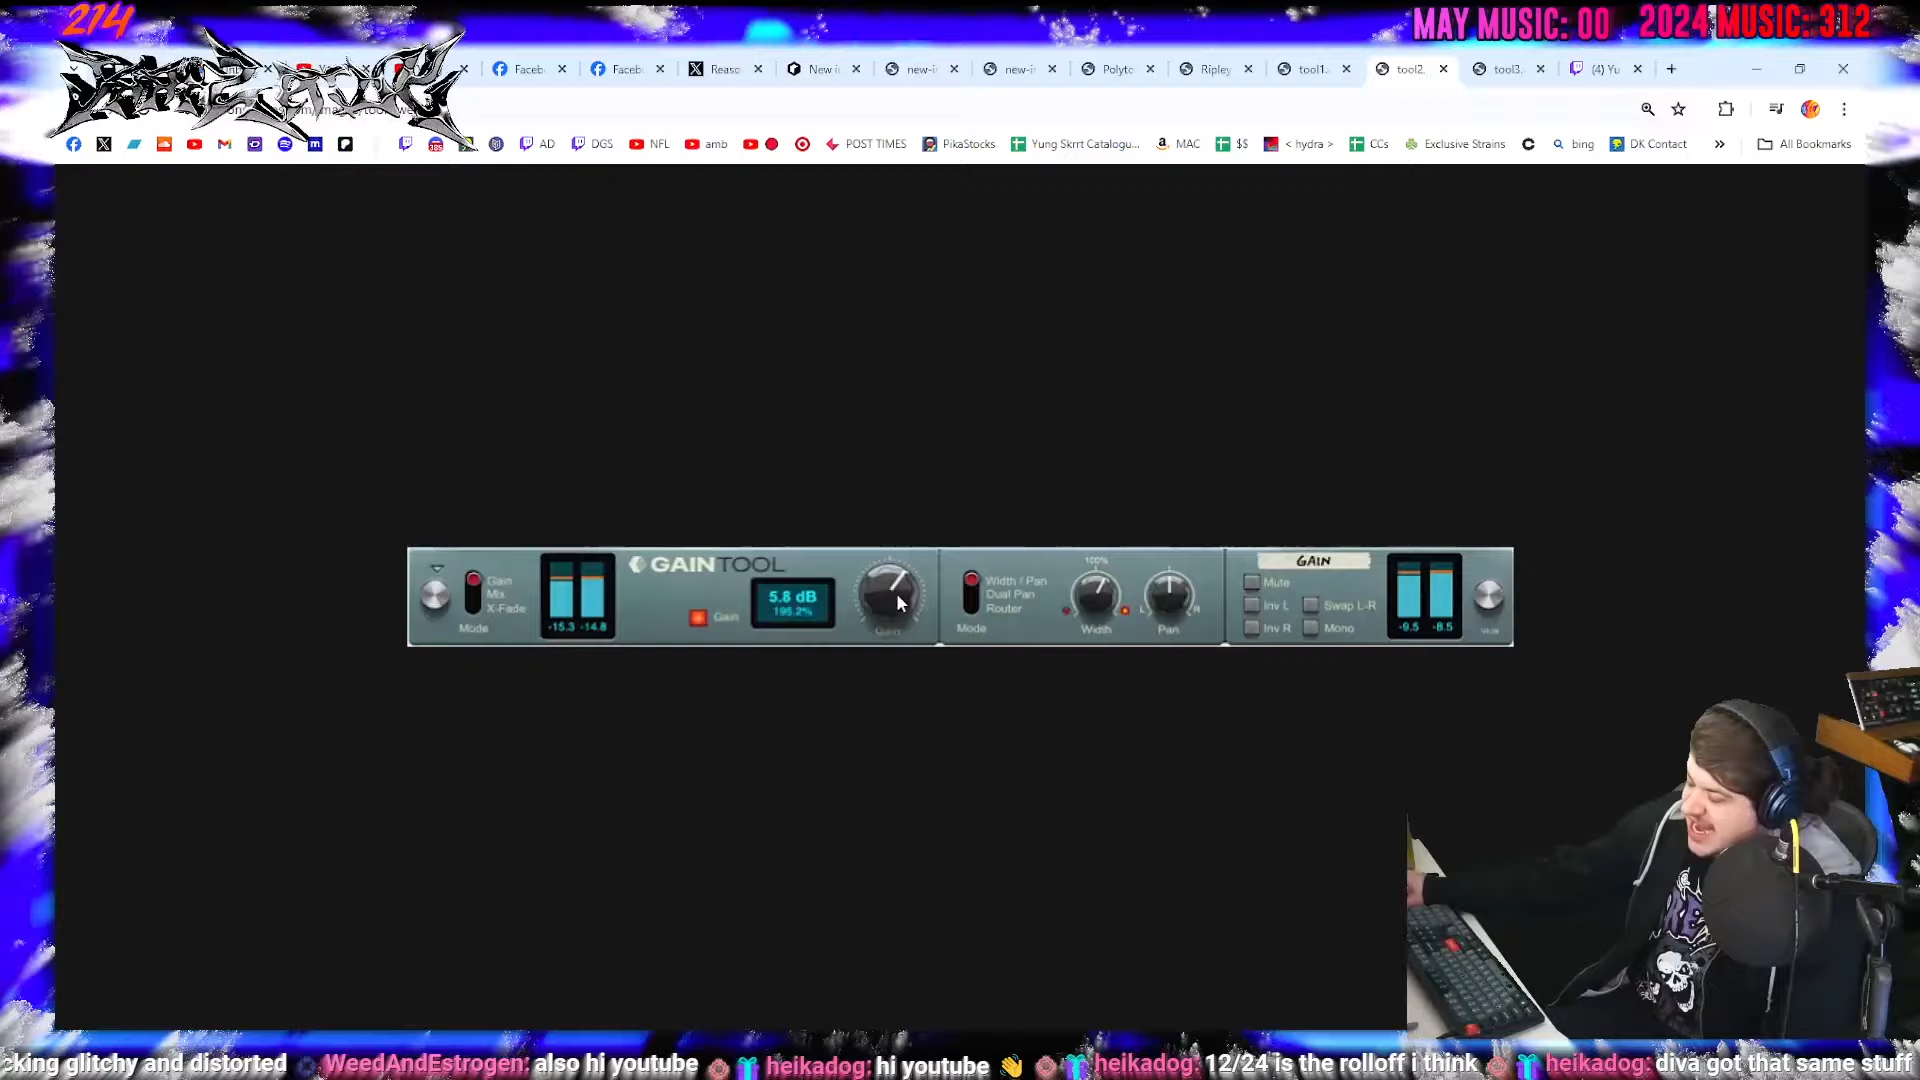 214
MAY MUSIC: 00
2024 MUSIC: 312
Faceb
Faceb
Reaso
New i
new-i
new-i
Polyto
Ripley
tool1.
tool2.
tool3.
(4) Yu
AD
DGS
NFL
amb
POST TIMES
PikaStocks
Yung Skrrt Catalogu...
MAC
$$
< hydra >
CCs
Exclusive Strains
bing
DK Contact
All Bookmarks
Gain
Mix
X-Fade
Mode
-15.3 -14.8
GAINTOOL
Gain
5.8 dB
195.2%
Gain
Width / Pan
Dual Pan
Router
Mode
100%
Width
L R
Pan
GAIN
Mute
Inv L
Swap L-R
Inv R
Mono
-9.5 -8.5
cking glitchy and distorted WeedAndEstrogen: also hi youtube heikadog: hi youtube 👋 heikadog: 12/24 is the rolloff i think heikadog: diva got that same stuff